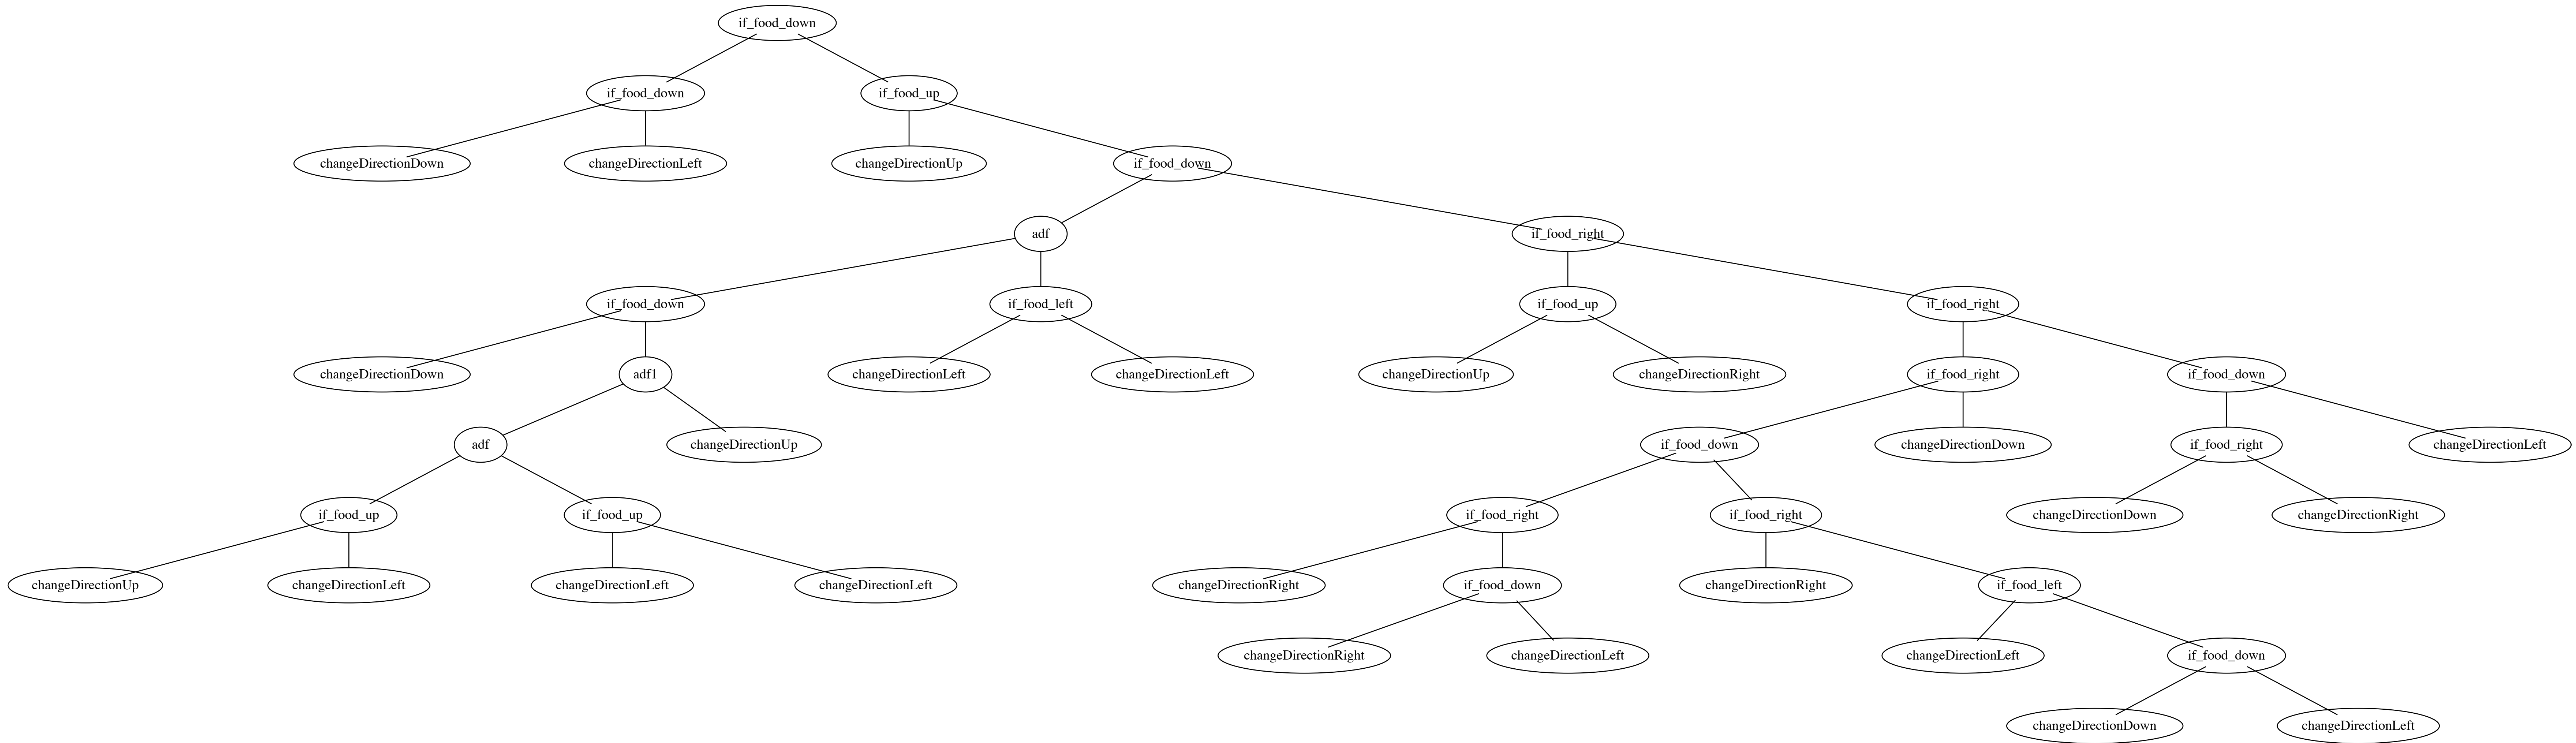 if_food_down
if_food_down if_food_up
changeDirectionDown changeDirectionLeft changeDirectionUp if_food_down
adf if_food_right
if_food_down if_food_left if_food_up if_food_right
changeDirectionDown adf1 changeDirectionLeft changeDirectionLeft changeDirectionUp changeDirectionRight if_food_right if_food_down
adf changeDirectionUp if_food_down changeDirectionDown if_food_right changeDirectionLeft
if_food_up if_food_up if_food_right if_food_right changeDirectionDown changeDirectionRight
changeDirectionUp changeDirectionLeft changeDirectionLeft changeDirectionLeft changeDirectionRight if_food_down changeDirectionRight if_food_left
changeDirectionRight changeDirectionLeft changeDirectionLeft if_food_down
changeDirectionDown changeDirectionLeft